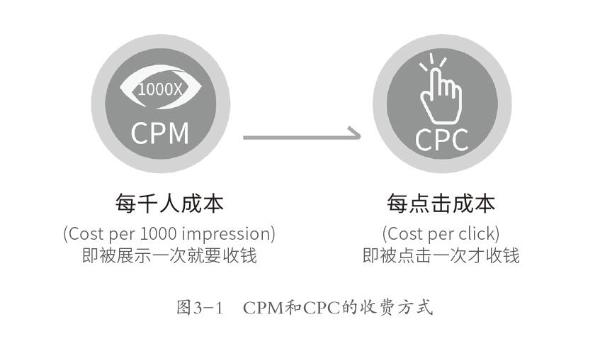 1000X
CPM
CPC
每千人成本
(Cost per 1000 impression)
即被展示一次就要收钱
每点击成本
(Cost per click)
即被点击一次才收钱
图3-1 CPM和CPC的收费方式